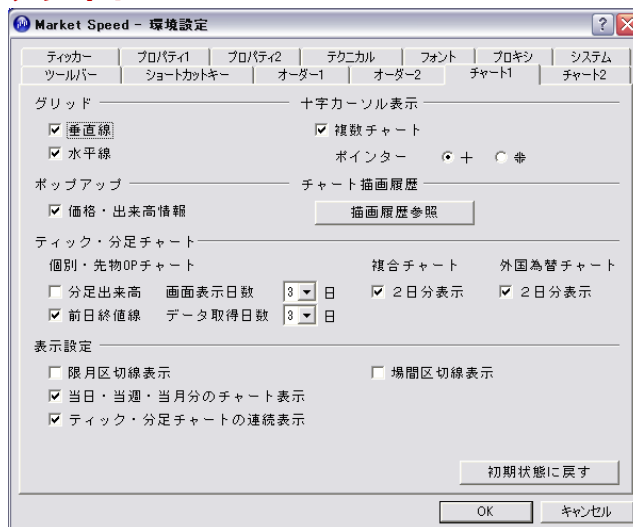 Market Speed - 環境設定
ティッカー プロパティ1 プロパティ2 テクニカル フォント プロキシ システム
ツールバー ショートカットキー オーダー1 オーダー2 チャート1 チャート2
グリッド 十字カーソル表示
垂直線 複数チャート
水平線 ポインター
ポップアップ チャート描画履歴
価格・出来高情報 描画履歴参照
ティック・分足チャート
個別・先物OPチャート 複合チャート 外国為替チャート
分足出来高 画面表示日数 3 日 2日分表示 2日分表示
前日終値線 データ取得日数 3 日
表示設定
限月区切線表示 場間区切線表示
当日・当週・当月分のチャート表示
ティック・分足チャートの連続表示
初期状態に戻す
OK キャンセル